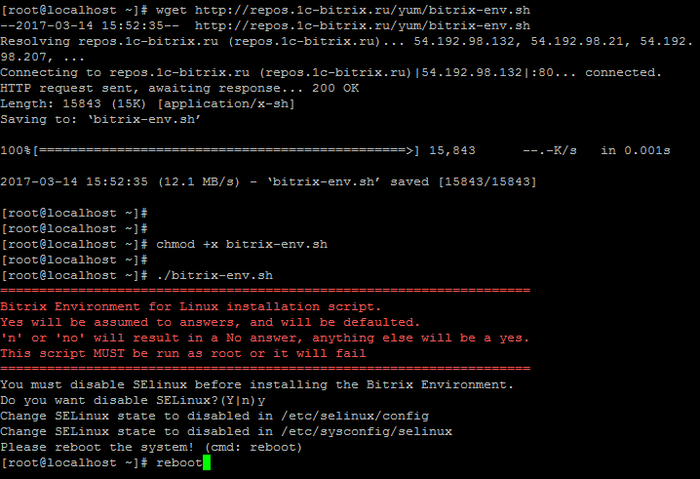 [root@localhost ~]# wget http://repos.1c-bitrix.ru/yum/bitrix-env.sh
--2017-03-14 15:52:35--  http://repos.1c-bitrix.ru/yum/bitrix-env.sh
Resolving repos.1c-bitrix.ru (repos.1c-bitrix.ru)... 54.192.98.132, 54.192.98.21, 54.192.
98.207, ...
Connecting to repos.1c-bitrix.ru (repos.1c-bitrix.ru)|54.192.98.132|:80... connected.
HTTP request sent, awaiting response... 200 OK
Length: 15843 (15K) [application/x-sh]
Saving to: ‘bitrix-env.sh’
100%[===============================================>] 15,843      --.-K/s   in 0.001s
2017-03-14 15:52:35 (12.1 MB/s) - ‘bitrix-env.sh’ saved [15843/15843]
[root@localhost ~]#
[root@localhost ~]#
[root@localhost ~]# chmod +x bitrix-env.sh
[root@localhost ~]#
[root@localhost ~]# ./bitrix-env.sh
====================================================================
Bitrix Environment for Linux installation script.
Yes will be assumed to answers, and will be defaulted.
'n' or 'no' will result in a No answer, anything else will be a yes.
This script MUST be run as root or it will fail
====================================================================
You must disable SElinux before installing the Bitrix Environment.
Do you want disable SELinux?(Y|n)y
Change SELinux state to disabled in /etc/selinux/config
Change SELinux state to disabled in /etc/sysconfig/selinux
Please reboot the system! (cmd: reboot)
[root@localhost ~]# reboot